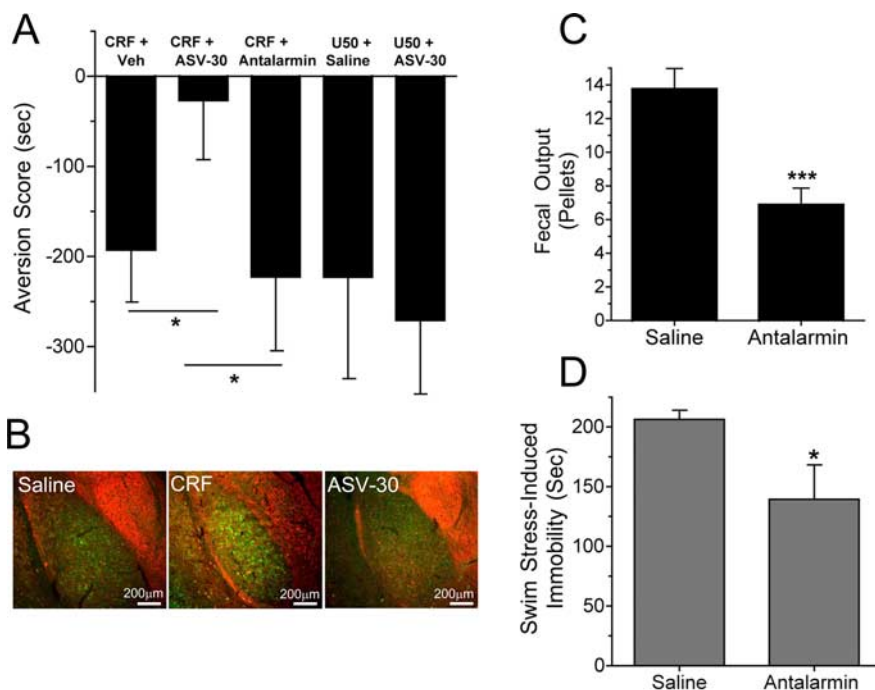 A
CRF + Veh
CRF + ASV-30
CRF + Antalarmin
U50 + Saline
U50 + ASV-30
Aversion Score (sec)
0
-100
-200
-300
*
*
B
Saline
200μm
CRF
200μm
ASV-30
200μm
C
Fecal Output
(Pellets)
14
12
10
8
6
4
2
0
***
Saline
Antalarmin
D
Swim Stress-Induced
Immobility (Sec)
200
150
100
50
0
*
Saline
Antalarmin